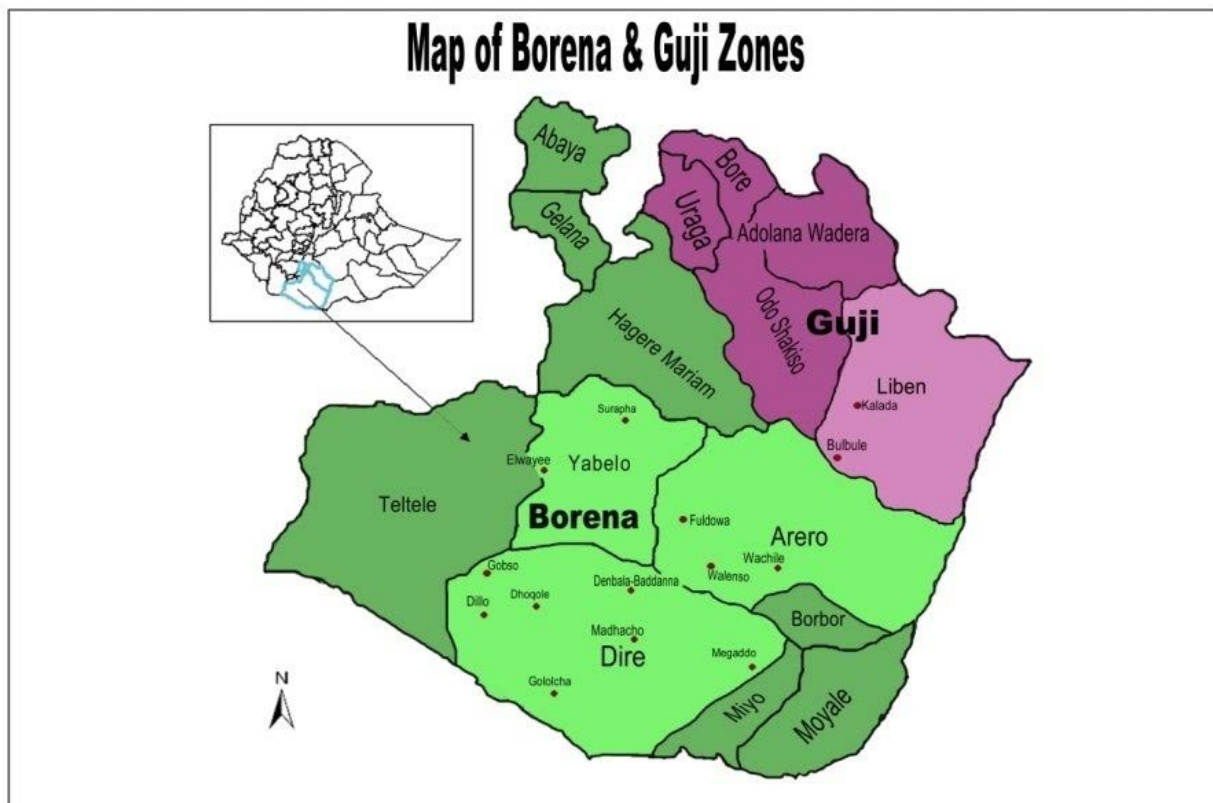 Map of Borena & Guji Zones
Abaya
Bore
Gelana
Uraga
Adolana Wadera
Odo Shakiso
Guji
Hagere Mariam
Liben
Kalada
Surapha
Bulbule
Elwayee
Yabelo
Teltele
Borena
Fuldowa
Arero
Wachile
Walenso
Gobso
Denbala-Baddanna
Dillo
Dhoqole
Borbor
Madhacho
Dire
Megaddo
Gololcha
Miyo
Moyale
N